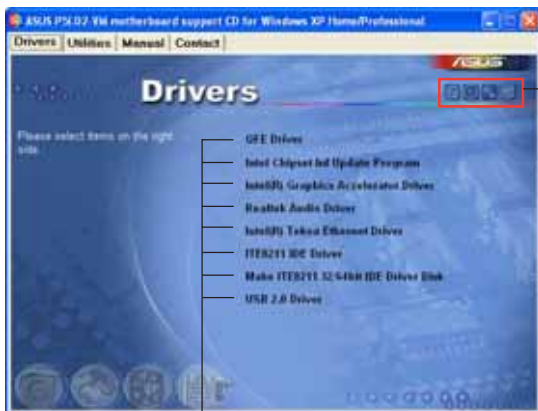 ASUS P5LD2-VM motherboard support CD for Windows XP Home/Professional
Drivers Utilities Manual Contact
ASUS
Drivers
Please select items on the right side.
Driver
Intel Chipset Inf Update Program
Intel(R) Graphics Accelerator Driver
Realtek Audio Driver
Intel(R) Tekoa Ethernet Driver
ITE8211 IDE Driver
Make ITE8211 32/64bit IDE Driver Disk
USB 2.0 Driver